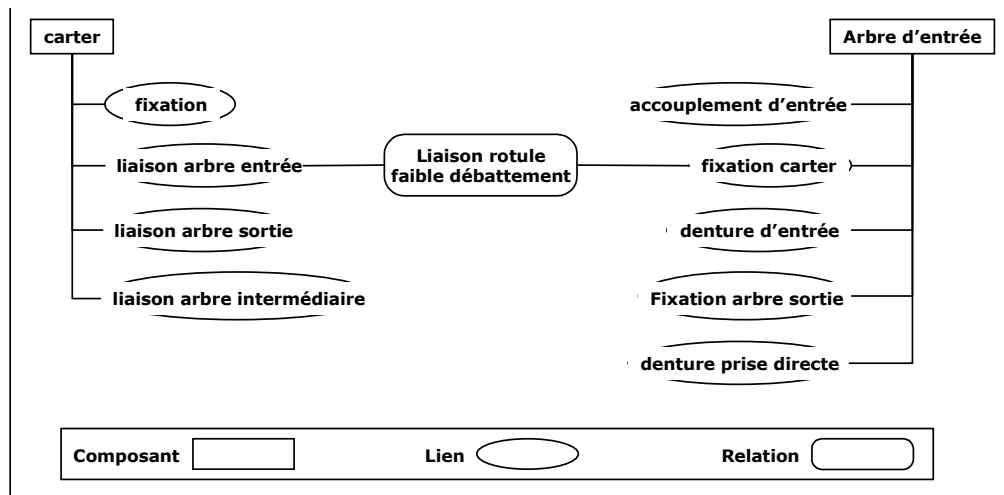 carter
Arbre d’entrée
fixation
accouplement d’entrée
liaison arbre entrée
Liaison rotule
faible débattement
fixation carter
liaison arbre sortie
denture d’entrée
liaison arbre intermédiaire
Fixation arbre sortie
denture prise directe
Composant
Lien
Relation